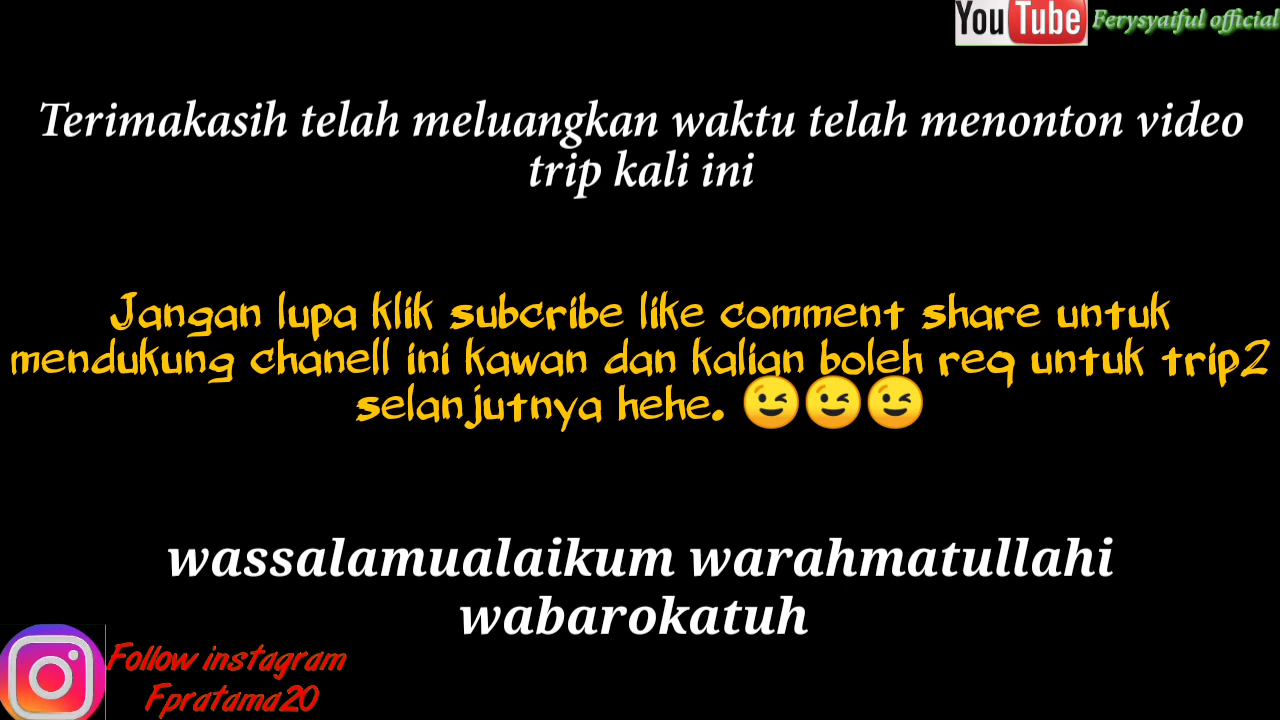 YouTube Ferysyaiful official
Terimakasih telah meluangkan waktu telah menonton video
trip kali ini
Jangan lupa klik subcribe like comment share untuk
mendukung chanell ini kawan dan kalian boleh req untuk trip2
selanjutnya hehe. 😉😉😉
wassalamualaikum warahmatullahi
wabarokatuh
Follow instagram
Fpratama20